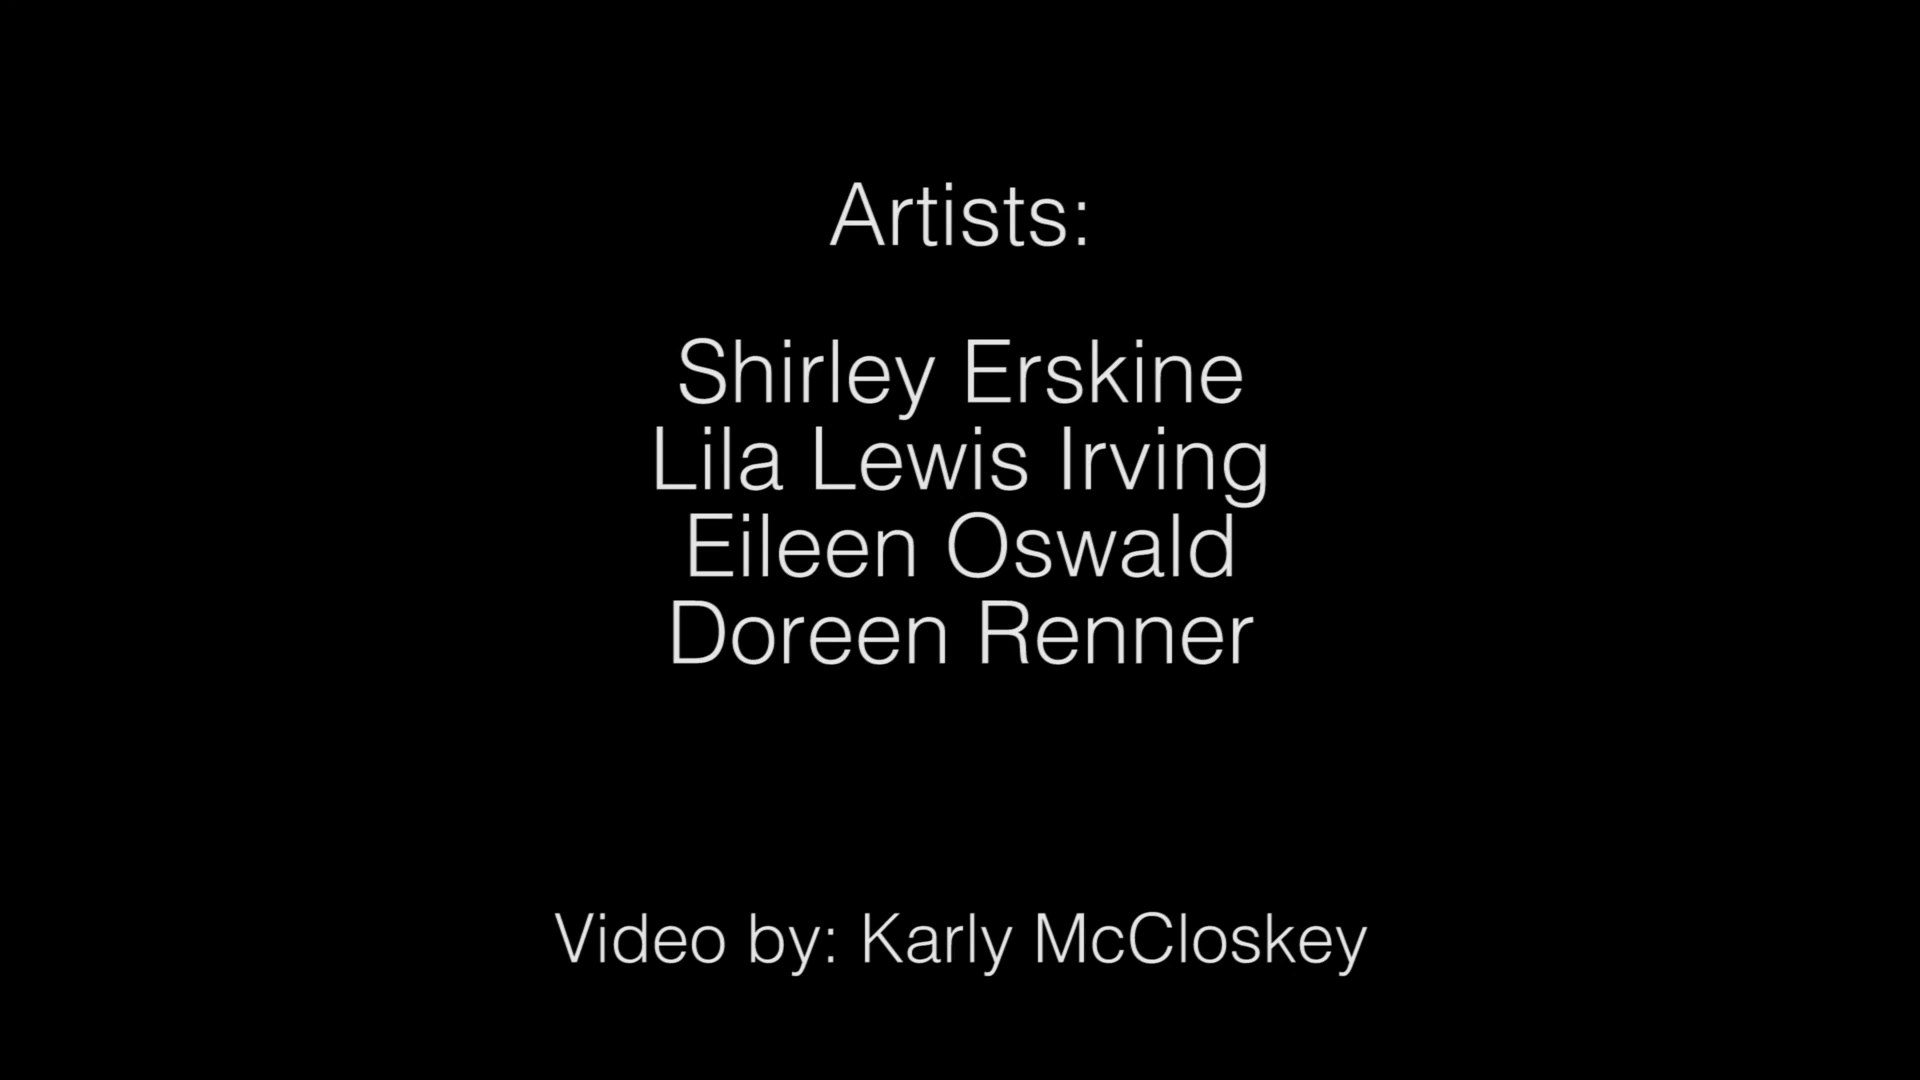 Artists:
Shirley Erskine
Lila Lewis Irving
Eileen Oswald
Doreen Renner
Video by: Karly McCloskey